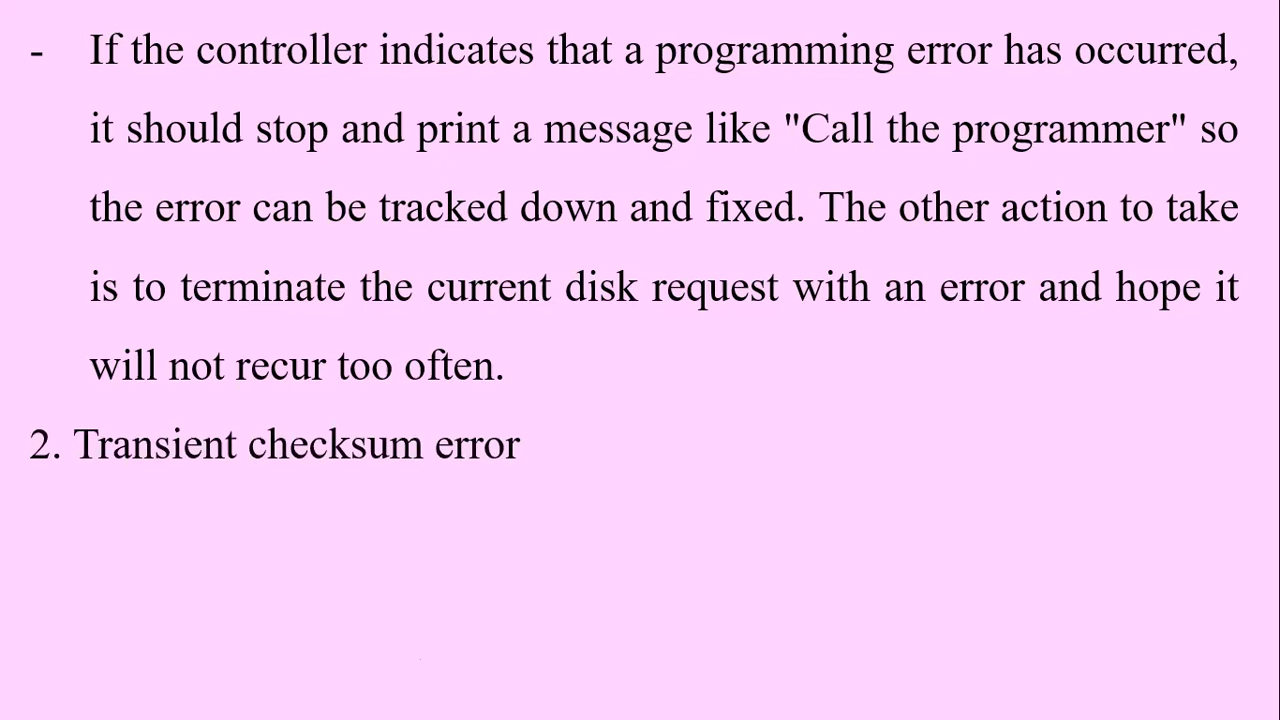 - If the controller indicates that a programming error has occurred,
it should stop and print a message like "Call the programmer" so
the error can be tracked down and fixed. The other action to take
is to terminate the current disk request with an error and hope it
will not recur too often.
2. Transient checksum error